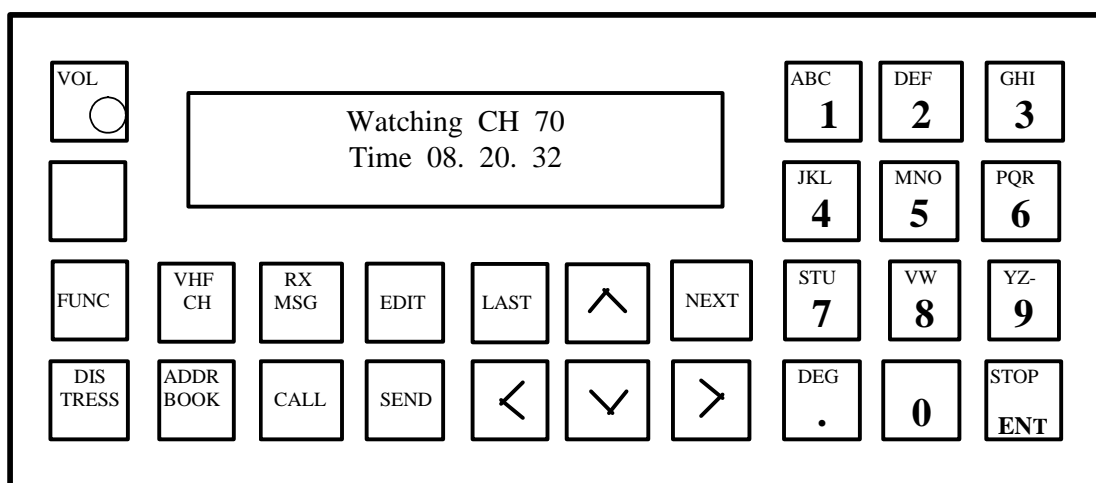 VOL
Watching CH 70
Time 08. 20. 32
ABC
1
DEF
2
GHI
3
JKL
4
MNO
5
PQR
6
FUNC
VHF
CH
RX
MSG
EDIT
LAST
NEXT
STU
7
VW
8
YZ-
9
DIS
TRESS
ADDR
BOOK
CALL
SEND
DEG
.
0
STOP
ENT